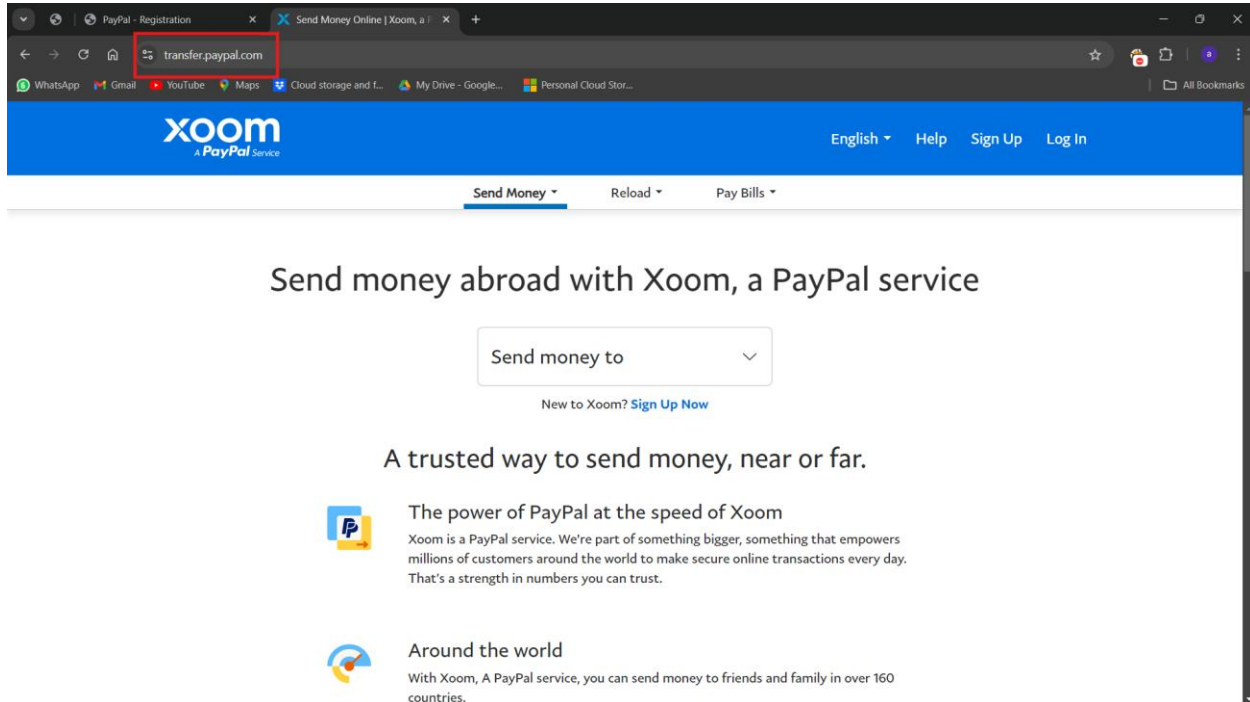 PayPal - Registration
Send Money Online | Xoom, a P
transfer.paypal.com
WhatsApp Gmail YouTube Maps Cloud storage and f... My Drive - Google... Personal Cloud Stor... All Bookmarks
a
xoom
A PayPal Service
English Help Sign Up Log In
Send Money Reload Pay Bills
Send money abroad with Xoom, a PayPal service
Send money to
New to Xoom? Sign Up Now
A trusted way to send money, near or far.
The power of PayPal at the speed of Xoom
Xoom is a PayPal service. We're part of something bigger, something that empowers
millions of customers around the world to make secure online transactions every day.
That's a strength in numbers you can trust.
Around the world
With Xoom, A PayPal service, you can send money to friends and family in over 160
countries.